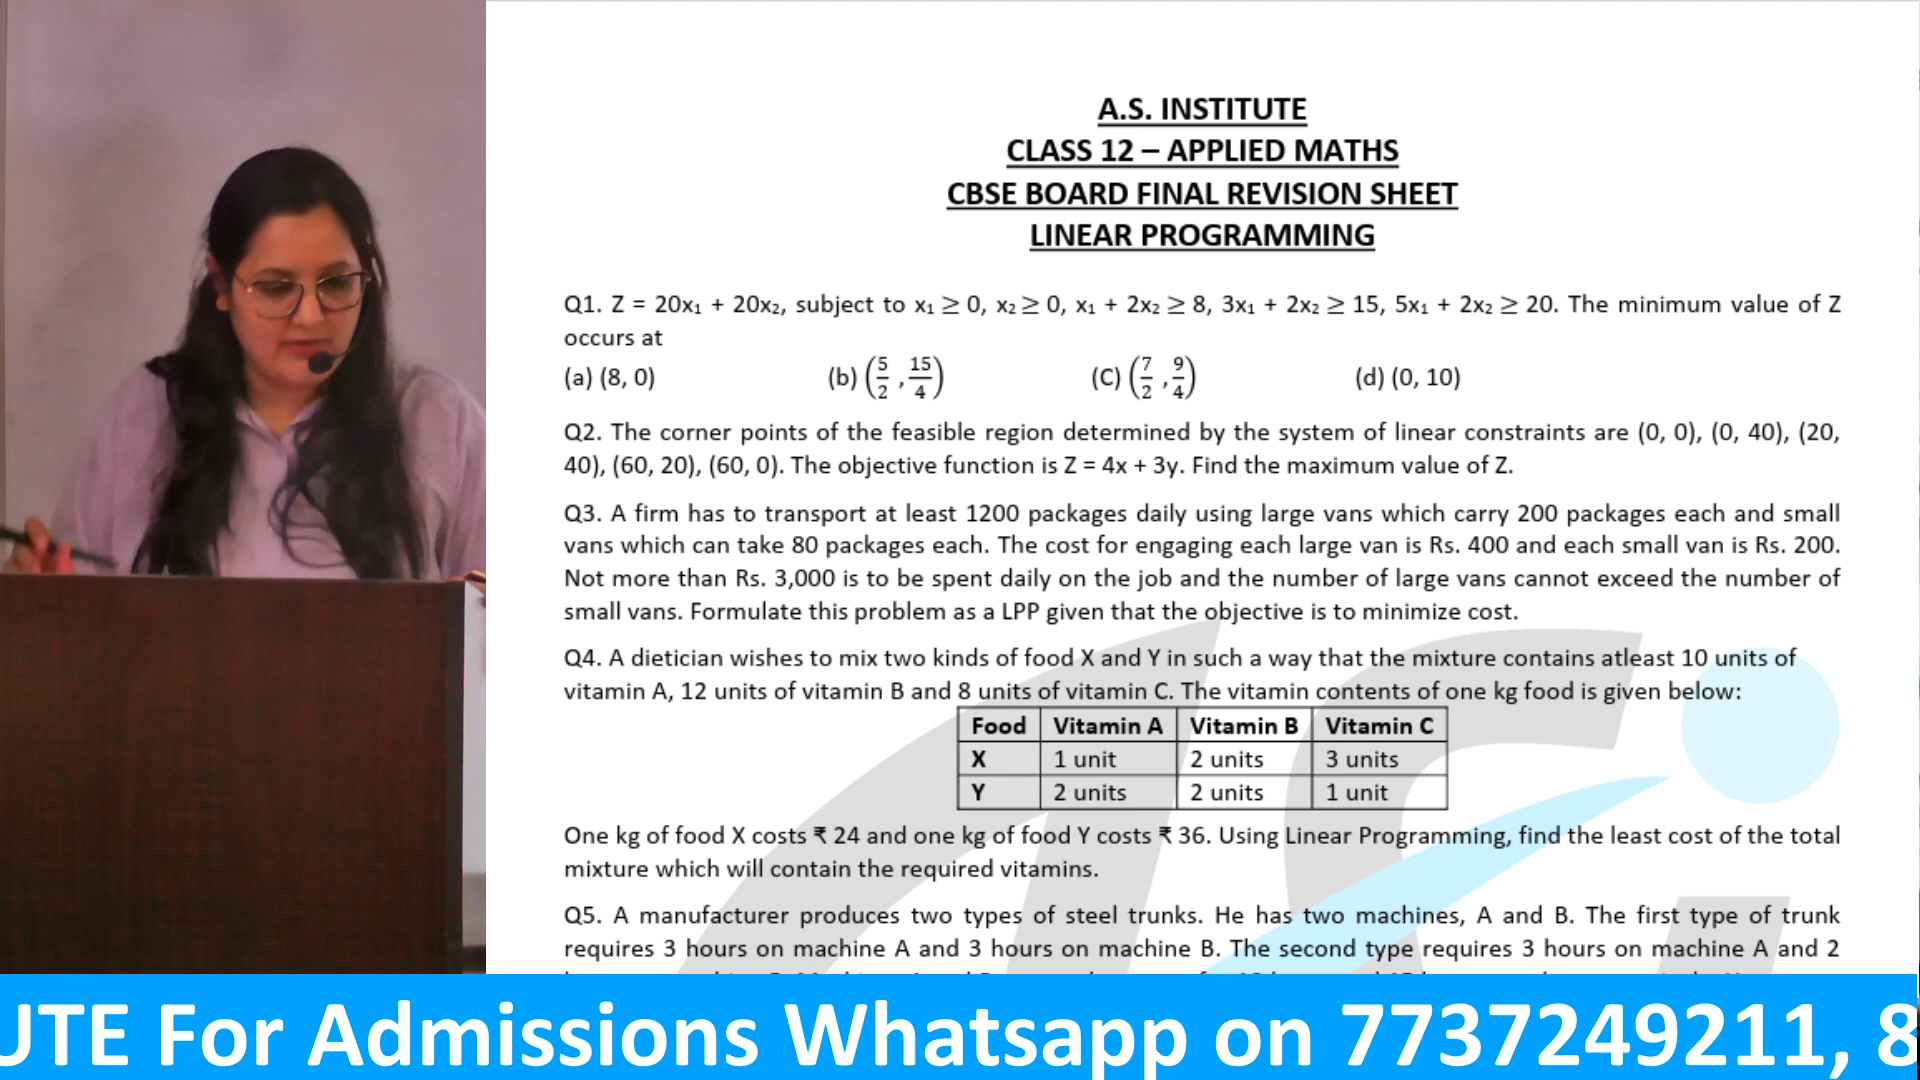 A.S. INSTITUTE
CLASS 12 – APPLIED MATHS
CBSE BOARD FINAL REVISION SHEET
LINEAR PROGRAMMING
Q1. Z = 20x₁ + 20x₂, subject to x₁ ≥ 0, x₂ ≥ 0, x₁ + 2x₂ ≥ 8, 3x₁ + 2x₂ ≥ 15, 5x₁ + 2x₂ ≥ 20. The minimum value of Z
occurs at
(a) (8, 0) (b) (5/2, 15/4) (C) (7/2, 9/4) (d) (0, 10)
Q2. The corner points of the feasible region determined by the system of linear constraints are (0, 0), (0, 40), (20,
40), (60, 20), (60, 0). The objective function is Z = 4x + 3y. Find the maximum value of Z.
Q3. A firm has to transport at least 1200 packages daily using large vans which carry 200 packages each and small
vans which can take 80 packages each. The cost for engaging each large van is Rs. 400 and each small van is Rs. 200.
Not more than Rs. 3,000 is to be spent daily on the job and the number of large vans cannot exceed the number of
small vans. Formulate this problem as a LPP given that the objective is to minimize cost.
Q4. A dietician wishes to mix two kinds of food X and Y in such a way that the mixture contains atleast 10 units of
vitamin A, 12 units of vitamin B and 8 units of vitamin C. The vitamin contents of one kg food is given below:
Food Vitamin A Vitamin B Vitamin C
X 1 unit 2 units 3 units
Y 2 units 2 units 1 unit
One kg of food X costs ₹ 24 and one kg of food Y costs ₹ 36. Using Linear Programming, find the least cost of the total
mixture which will contain the required vitamins.
Q5. A manufacturer produces two types of steel trunks. He has two machines, A and B. The first type of trunk
requires 3 hours on machine A and 3 hours on machine B. The second type requires 3 hours on machine A and 2
UTE For Admissions Whatsapp on 7737249211, 8